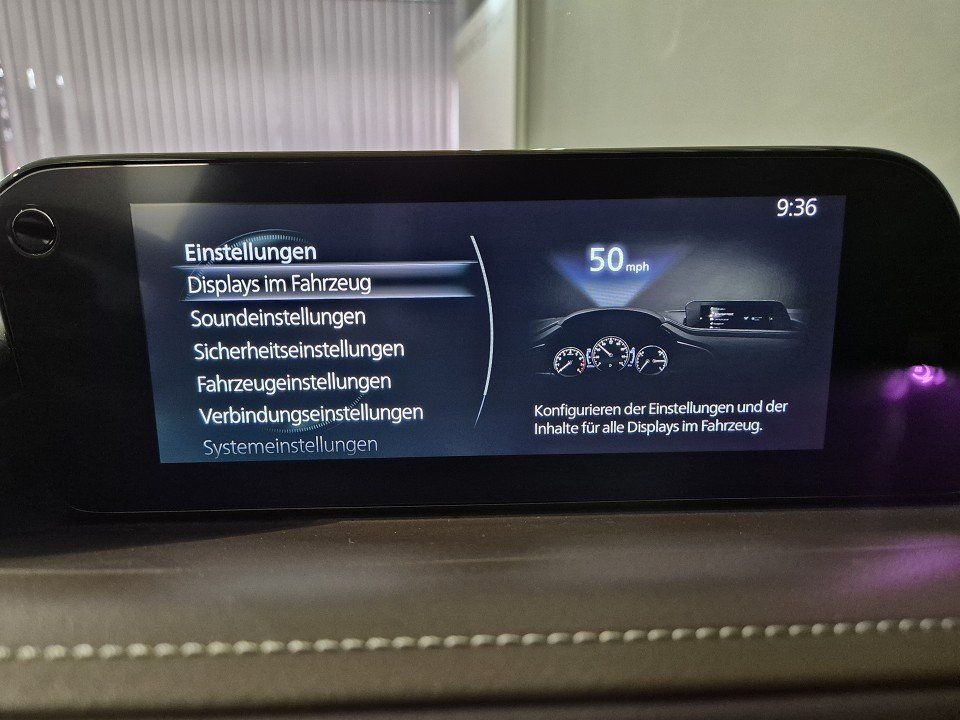 9:36
Einstellungen
Displays im Fahrzeug
Soundeinstellungen
Sicherheitseinstellungen
Fahrzeugeinstellungen
Verbindungseinstellungen
Systemeinstellungen
50 mph
Konfigurieren der Einstellungen und der
Inhalte für alle Displays im Fahrzeug.